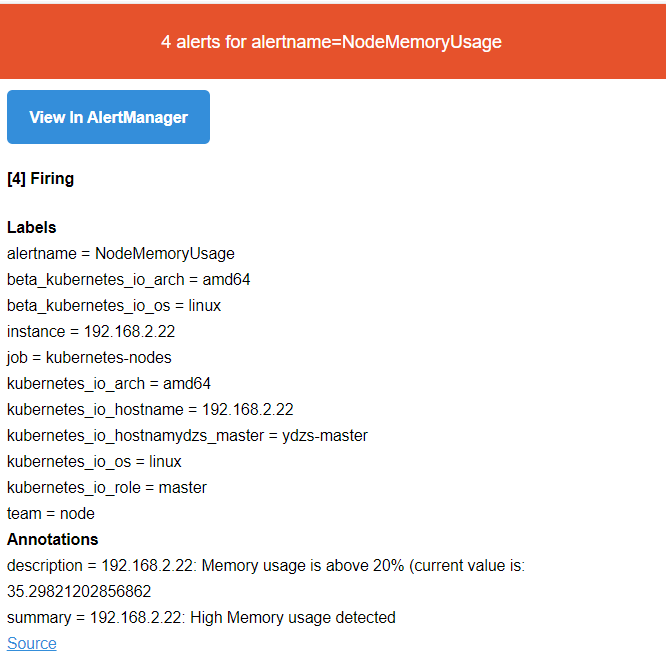 4 alerts for alertname=NodeMemoryUsage
View In AlertManager
[4] Firing
Labels
alertname = NodeMemoryUsage
beta_kubernetes_io_arch = amd64
beta_kubernetes_io_os = linux
instance = 192.168.2.22
job = kubernetes-nodes
kubernetes_io_arch = amd64
kubernetes_io_hostname = 192.168.2.22
kubernetes_io_hostnamydzs_master = ydzs-master
kubernetes_io_os = linux
kubernetes_io_role = master
team = node
Annotations
description = 192.168.2.22: Memory usage is above 20% (current value is:
35.29821202856862
summary = 192.168.2.22: High Memory usage detected
Source